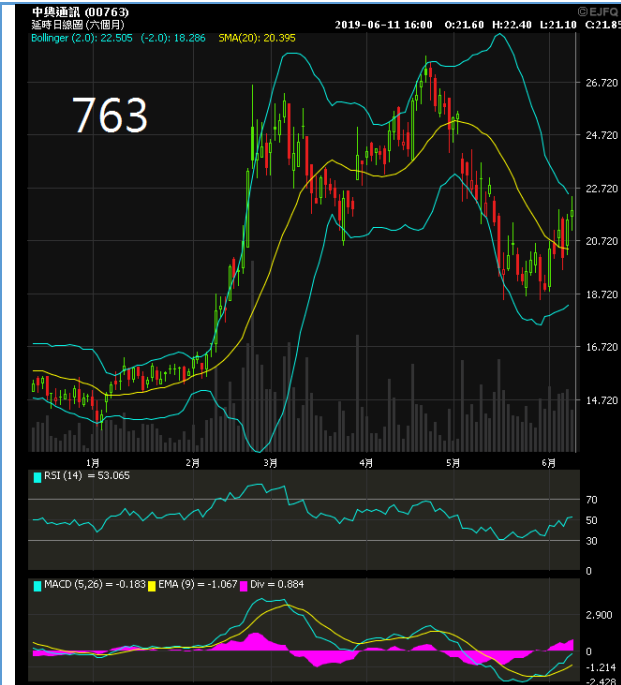 中興通訊 (00763) ©EJFQ
延時日線圖 (六個月) 2019-06-11 16:00 O:21.60 H:22.40 L:21.10 C:21.85
Bollinger (2.0): 22.505 (-2.0): 18.286 SMA(20): 20.395
763
26.720
24.720
22.720
20.720
18.720
16.720
14.720
1月 2月 3月 4月 5月 6月
RSI (14) = 53.065
70
50
30
0
MACD (5,26) = -0.183 EMA (9) = -1.067 Div = 0.884
2.900
0
-1.214
-2.428